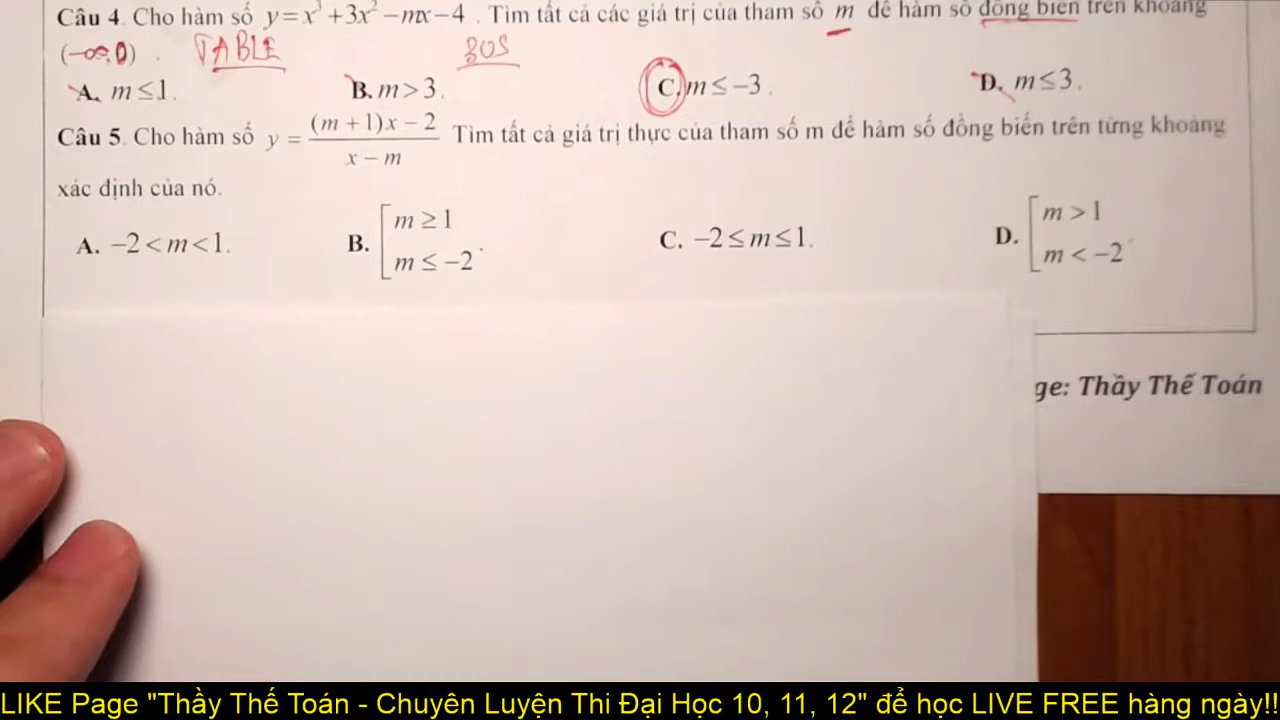 Câu 4. Cho hàm số y = x³ + 3x² − mx − 4 . Tìm tất cả các giá trị của tham số m để hàm số đồng biến trên khoảng
(−∞;0) . TABLE 30S
A. m ≤ 1. B. m > 3. C. m ≤ −3. D. m ≤ 3.
Câu 5. Cho hàm số y = ((m+1)x − 2)/(x − m) Tìm tất cả giá trị thực của tham số m để hàm số đồng biến trên từng khoảng
xác định của nó.
A. −2 < m < 1. B. [ m ≥ 1 m ≤ −2 . C. −2 ≤ m ≤ 1. D. [ m > 1 m < −2
ge: Thầy Thế Toán
LIKE Page "Thầy Thế Toán - Chuyên Luyện Thi Đại Học 10, 11, 12" để học LIVE FREE hàng ngày!!